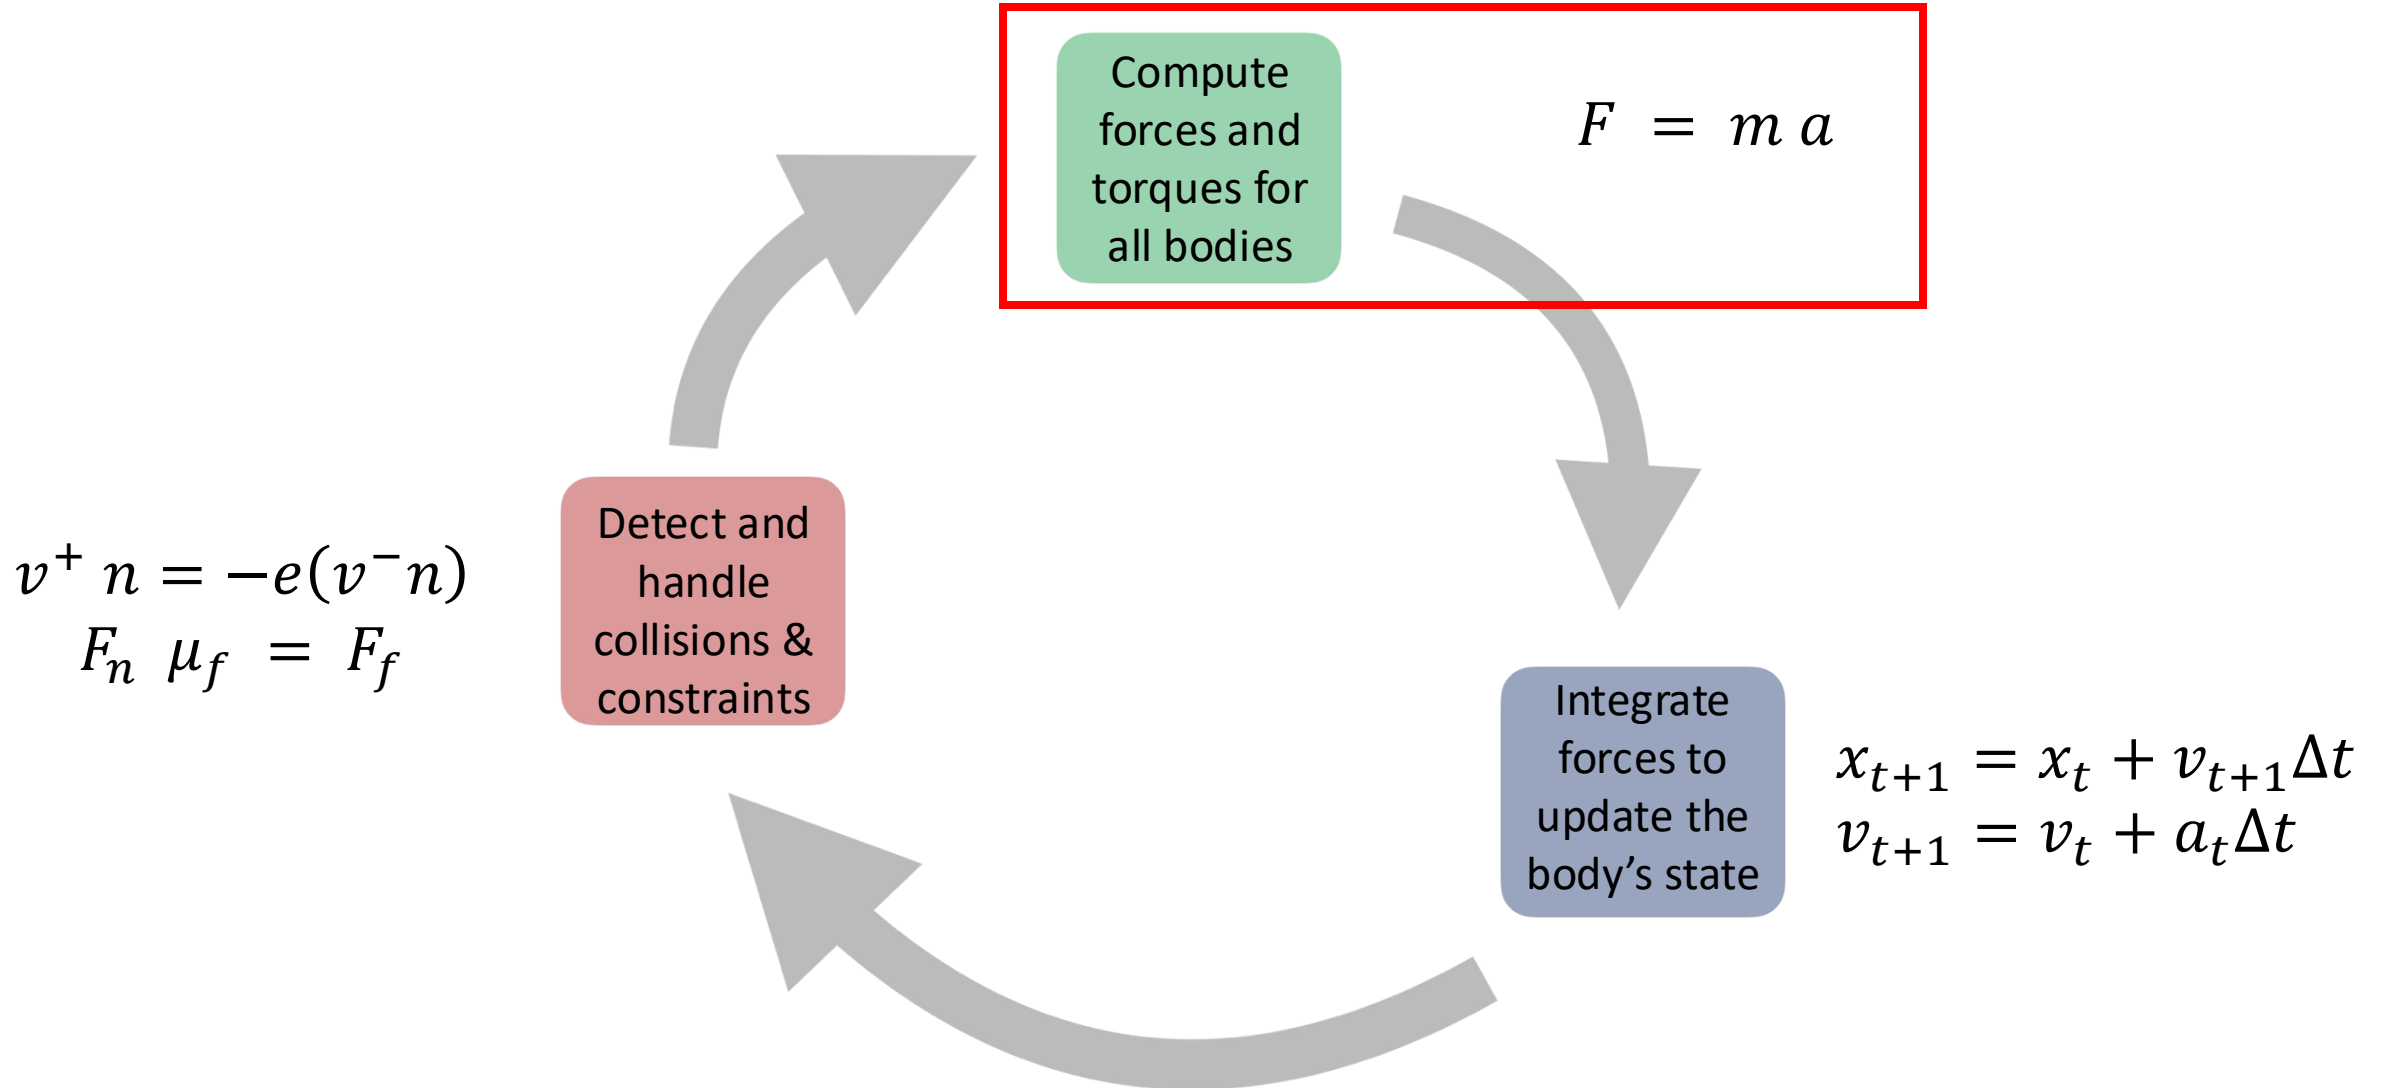 Compute
forces and
torques for
all bodies
F = m a
Detect and
handle
collisions &
constraints
v⁺ n = −e(v⁻n)
Fₙ μ_f = F_f
Integrate
forces to
update the
body’s state
x_{t+1} = x_t + v_{t+1}Δt
v_{t+1} = v_t + a_tΔt